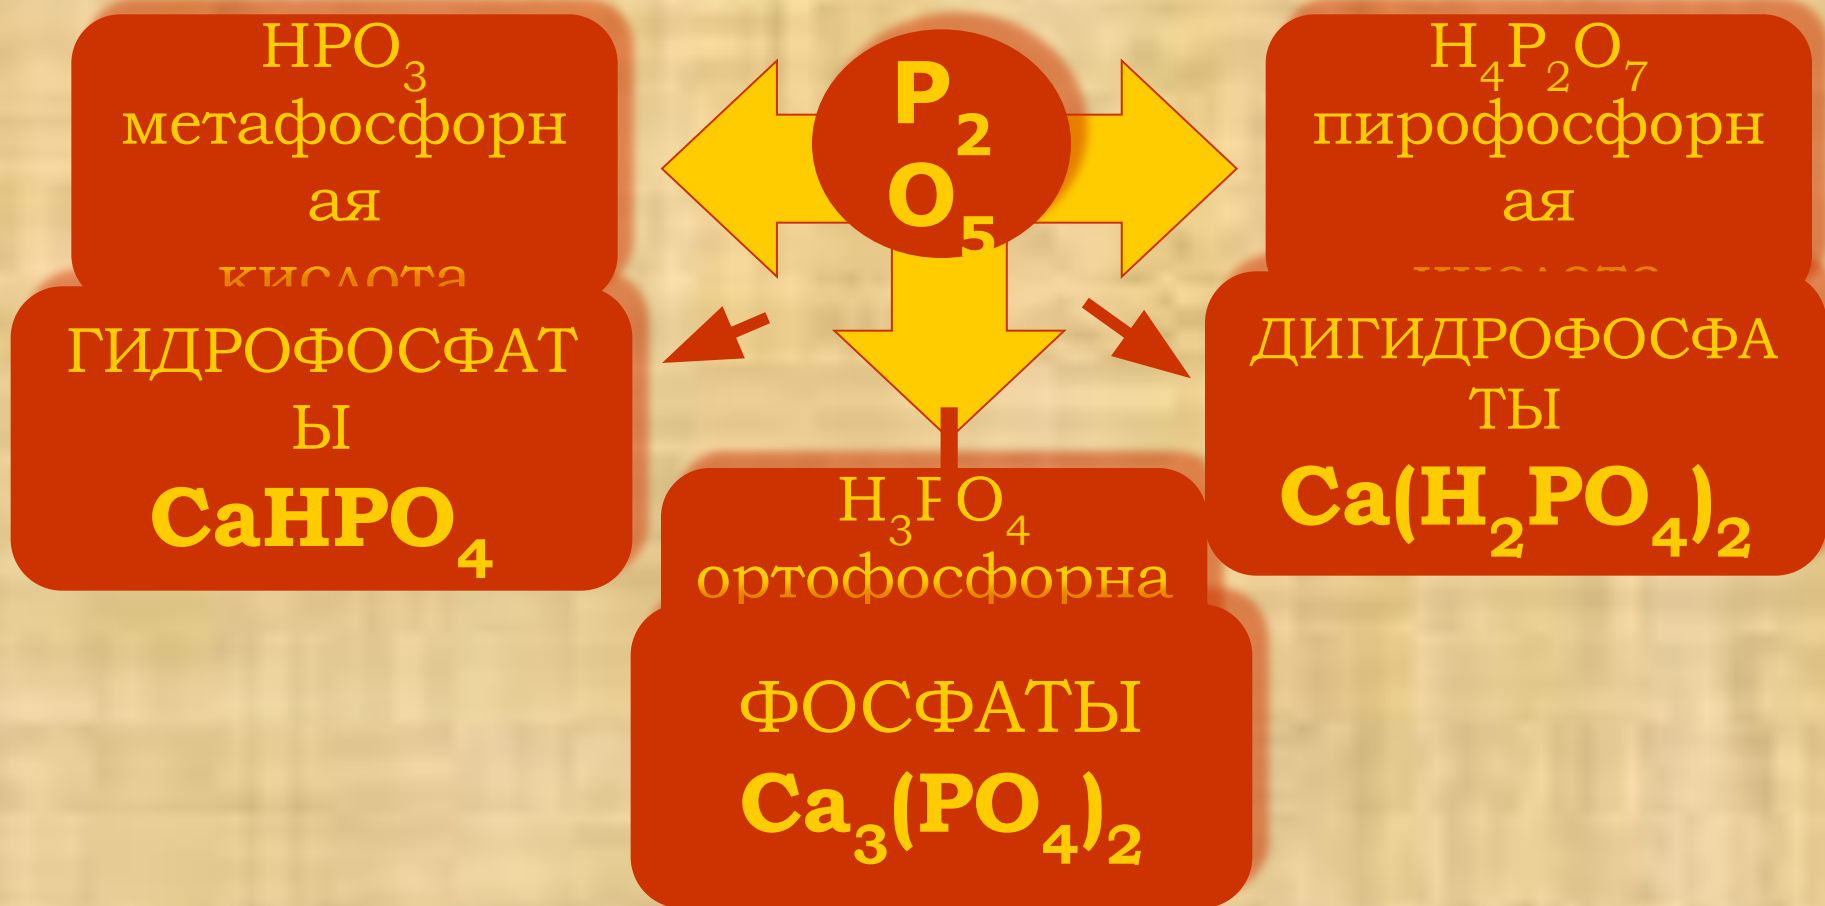 HPO₃
метафосфорн
ая
кислота
ГИДРОФОСФАТ
Ы
CaHPO₄
P₂
O₅
H₃PO₄
ортофосфорна
ФОСФАТЫ
Ca₃(PO₄)₂
H₄P₂O₇
пирофосфорн
ая
ДИГИДРОФОСФА
ТЫ
Ca(H₂PO₄)₂